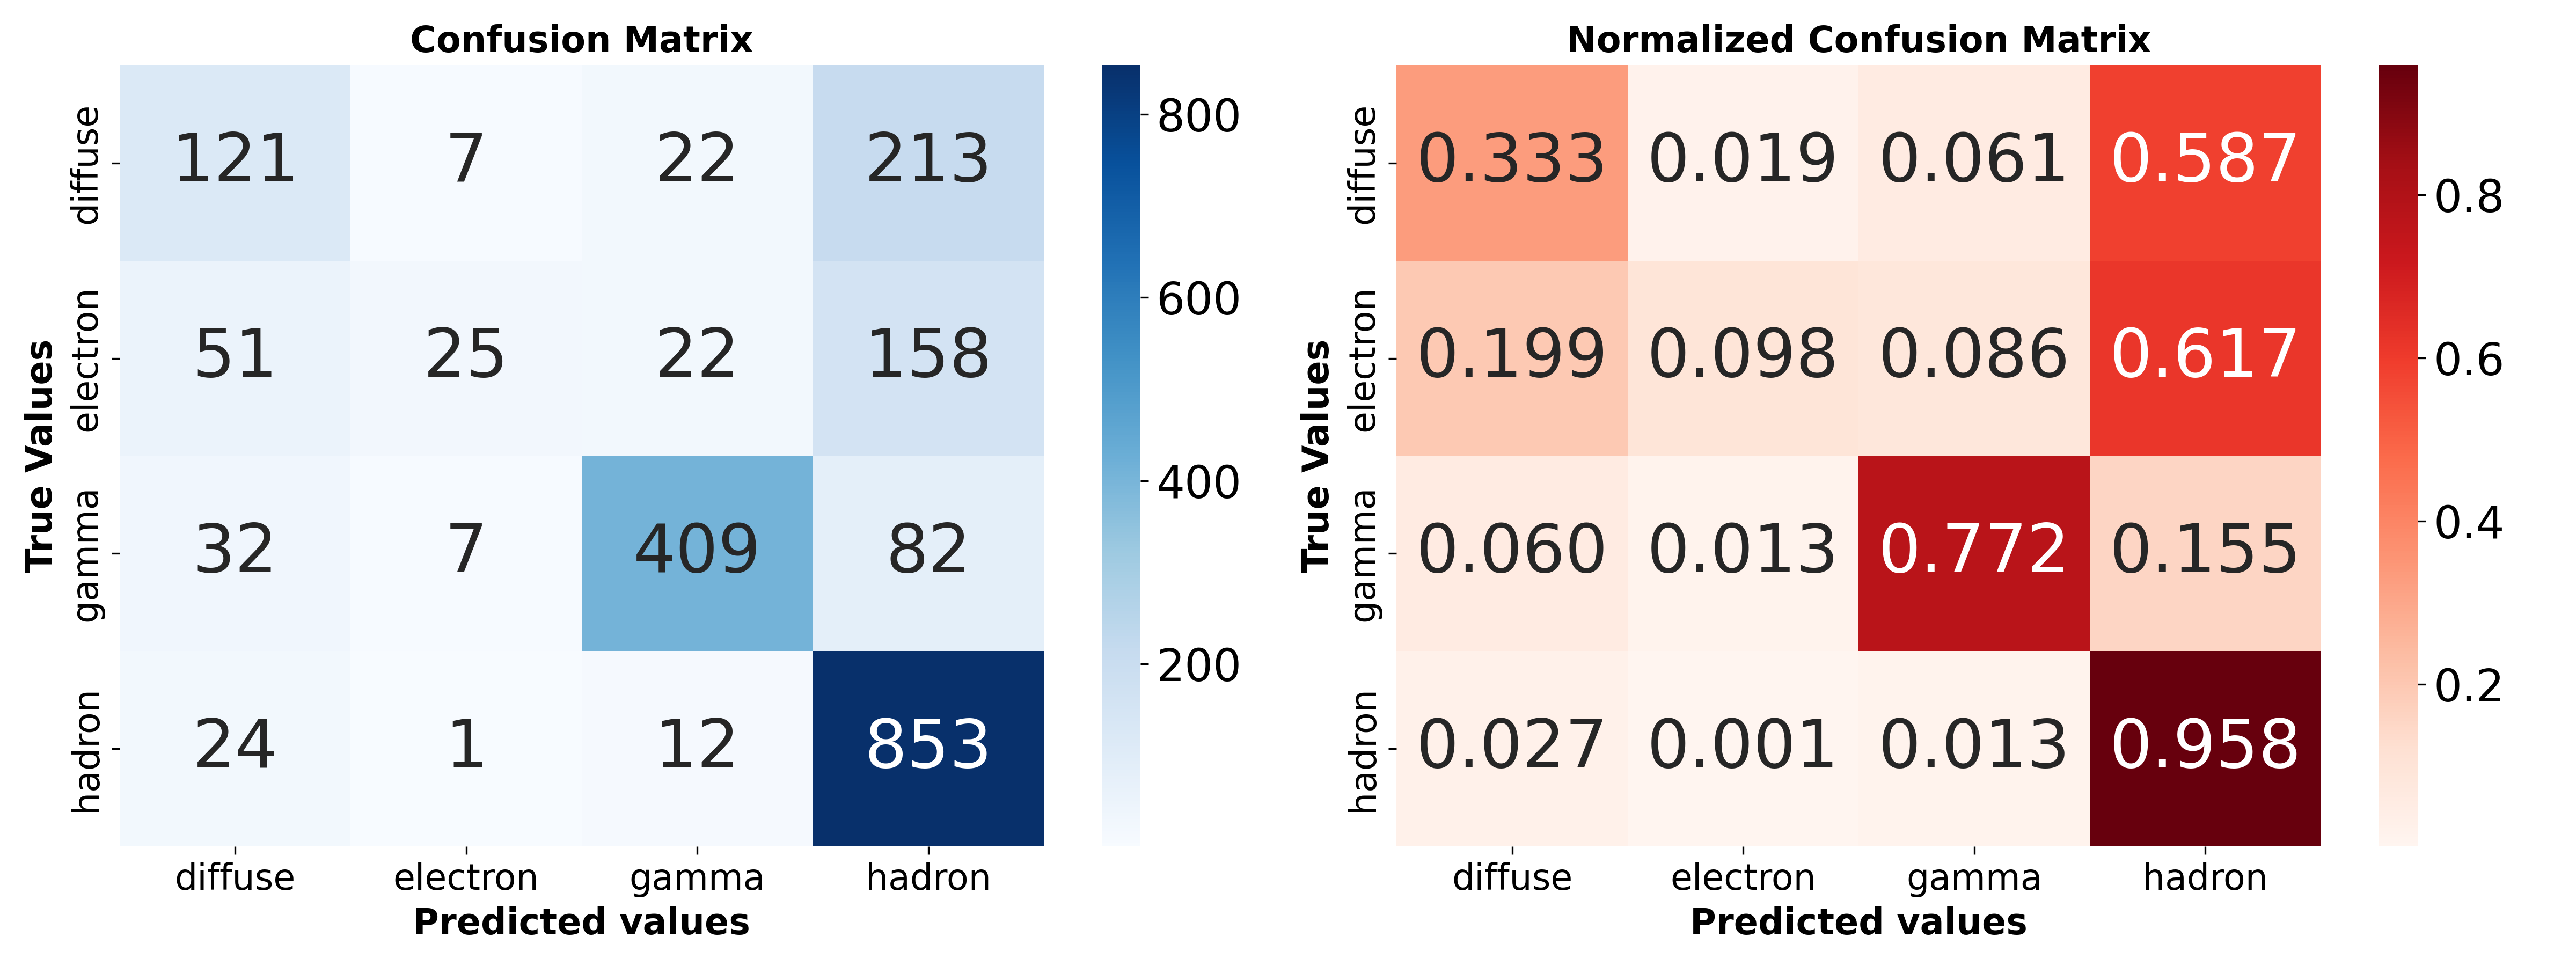 Confusion Matrix
True Values
diffuse
electron
gamma
hadron
121 7 22 213
51 25 22 158
32 7 409 82
24 1 12 853
diffuse electron gamma hadron
Predicted values
800
600
400
200
Normalized Confusion Matrix
True Values
diffuse
electron
gamma
hadron
0.333 0.019 0.061 0.587
0.199 0.098 0.086 0.617
0.060 0.013 0.772 0.155
0.027 0.001 0.013 0.958
diffuse electron gamma hadron
Predicted values
0.8
0.6
0.4
0.2